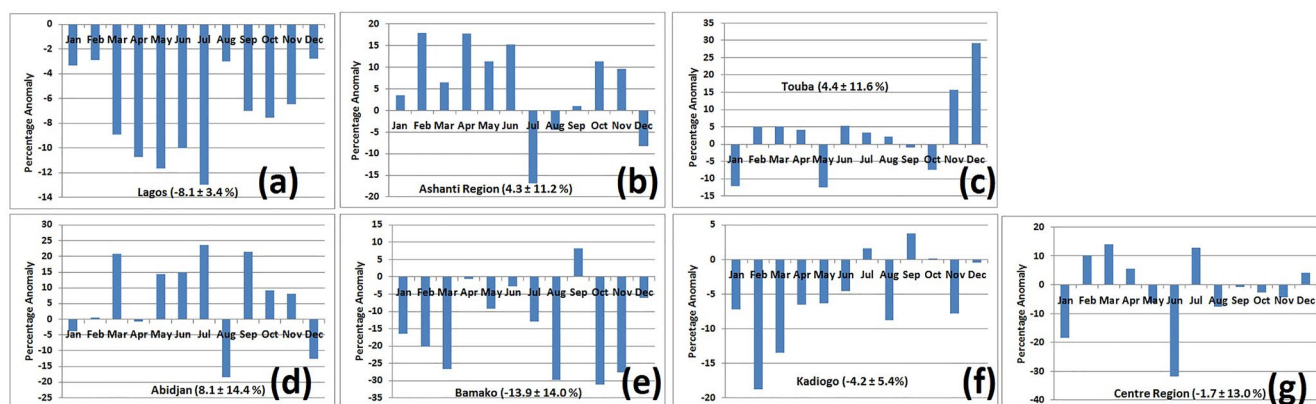 0
-2
-4
-6
-8
-10
-12
-14
Percentage Anomaly
Jan Feb Mar Apr May Jun Jul Aug Sep Oct Nov Dec
Lagos (-8.1 ± 3.4 %)
(a)
20
15
10
5
0
-5
-10
-15
-20
Percentage Anomaly
Jan Feb Mar Apr May Jun Jul Aug Sep Oct Nov Dec
Ashanti Region (4.3 ± 11.2 %)
(b)
35
30
25
20
15
10
5
0
-5
-10
-15
Percentage Anomaly
Touba (4.4 ± 11.6 %)
Jan Feb Mar Apr May Jun Jul Aug Sep Oct Nov Dec
(c)
30
25
20
15
10
5
0
-5
-10
-15
-20
-25
Percentage Anomaly
Jan Feb Mar Apr May Jun Jul Aug Sep Oct Nov Dec
Abidjan (8.1 ± 14.4 %)
(d)
15
10
5
0
-5
-10
-15
-20
-25
-30
-35
Percentage Anomaly
Jan Feb Mar Apr May Jun Jul Aug Sep Oct Nov Dec
Bamako (-13.9 ± 14.0 %)
(e)
5
0
-5
-10
-15
-20
Percentage Anomaly
Jan Feb Mar Apr May Jun Jul Aug Sep Oct Nov Dec
Kadiogo (-4.2 ± 5.4%)
(f)
20
10
0
-10
-20
-30
-40
Percetage Anomaly
Jan Feb Mar Apr May Jun Jul Aug Sep Oct Nov Dec
Centre Region (-1.7 ± 13.0 %)
(g)